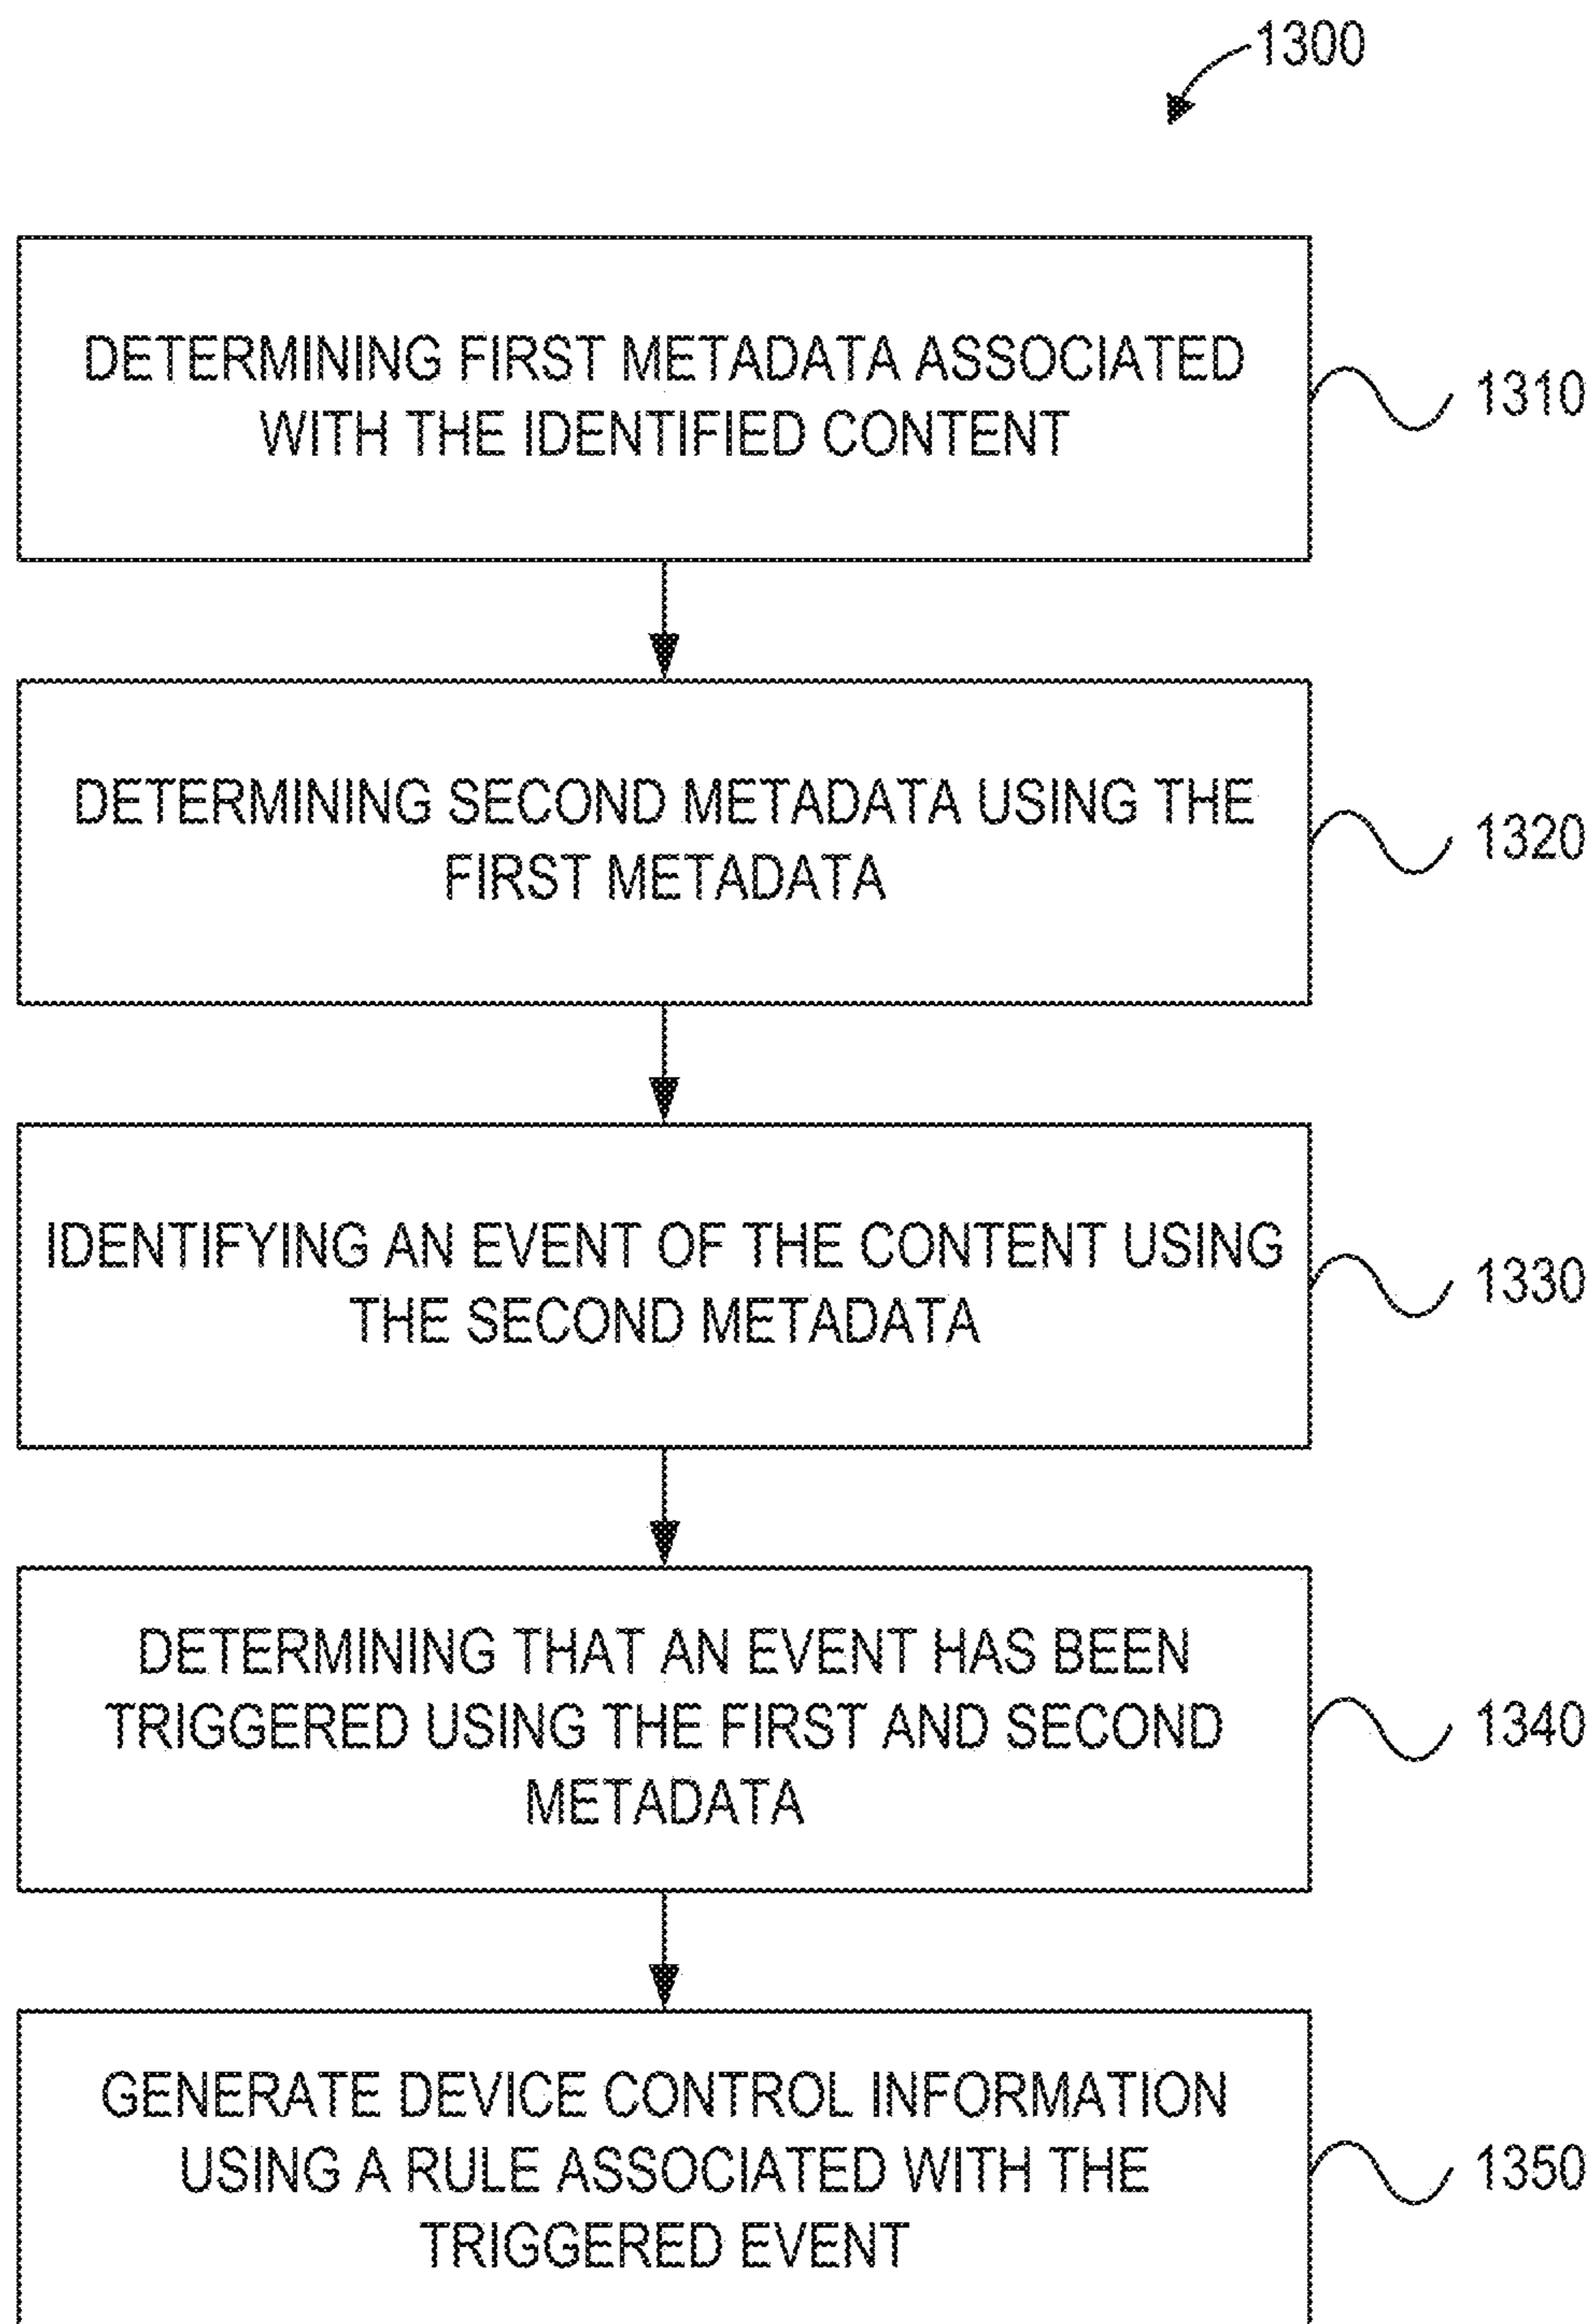 1300
DETERMINING FIRST METADATA ASSOCIATED
WITH THE IDENTIFIED CONTENT
1310
DETERMINING SECOND METADATA USING THE
FIRST METADATA
1320
IDENTIFYING AN EVENT OF THE CONTENT USING
THE SECOND METADATA
1330
DETERMINING THAT AN EVENT HAS BEEN
TRIGGERED USING THE FIRST AND SECOND
METADATA
1340
GENERATE DEVICE CONTROL INFORMATION
USING A RULE ASSOCIATED WITH THE
TRIGGERED EVENT
1350